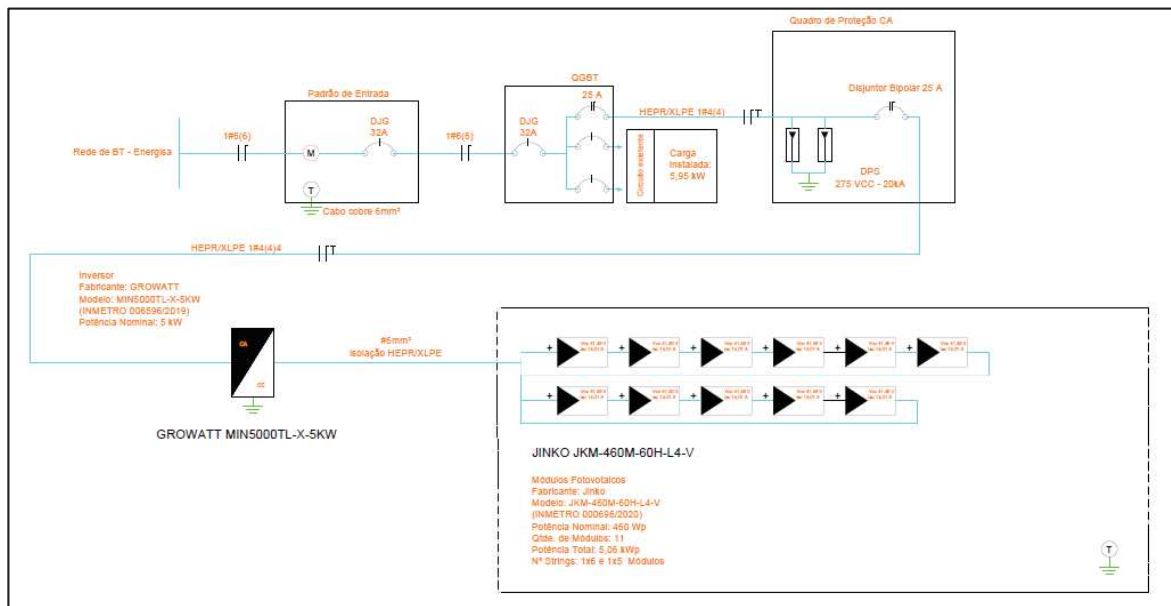 Quadro de Proteção CA
QGBT
25 A
Padrão de Entrada
HEPR/XLPE 1#4(4)
T
Disjuntor Bipolar 25 A
1#6(6)
DJG
32A
1#6(6)
DJG
32A
Rede de BT - Energisa
M
Circuito existente
Carga
Instalada:
5,95 kW
T
Cabo cobre 6mm²
DPS
275 VCC - 20kA
HEPR/XLPE 1#4(4)4
T
Inversor
Fabricante: GROWATT
Modelo: MIN5000TL-X-5KW
(INMETRO 006596/2019)
Potência Nominal: 5 kW
#6mm²
Isolação HEPR/XLPE
CA
CC
+ + + + + +
+ + + + +
GROWATT MIN5000TL-X-5KW
JINKO JKM-460M-60H-L4-V
Módulos Fotovoltaicos
Fabricante: Jinko
Modelo: JKM-460M-60H-L4-V
(INMETRO 000696/2020)
Potência Nominal: 460 Wp
Qtde. de Módulos: 11
Potência Total: 5,06 kWp
Nº Strings: 1x6 e 1x5 Módulos
T